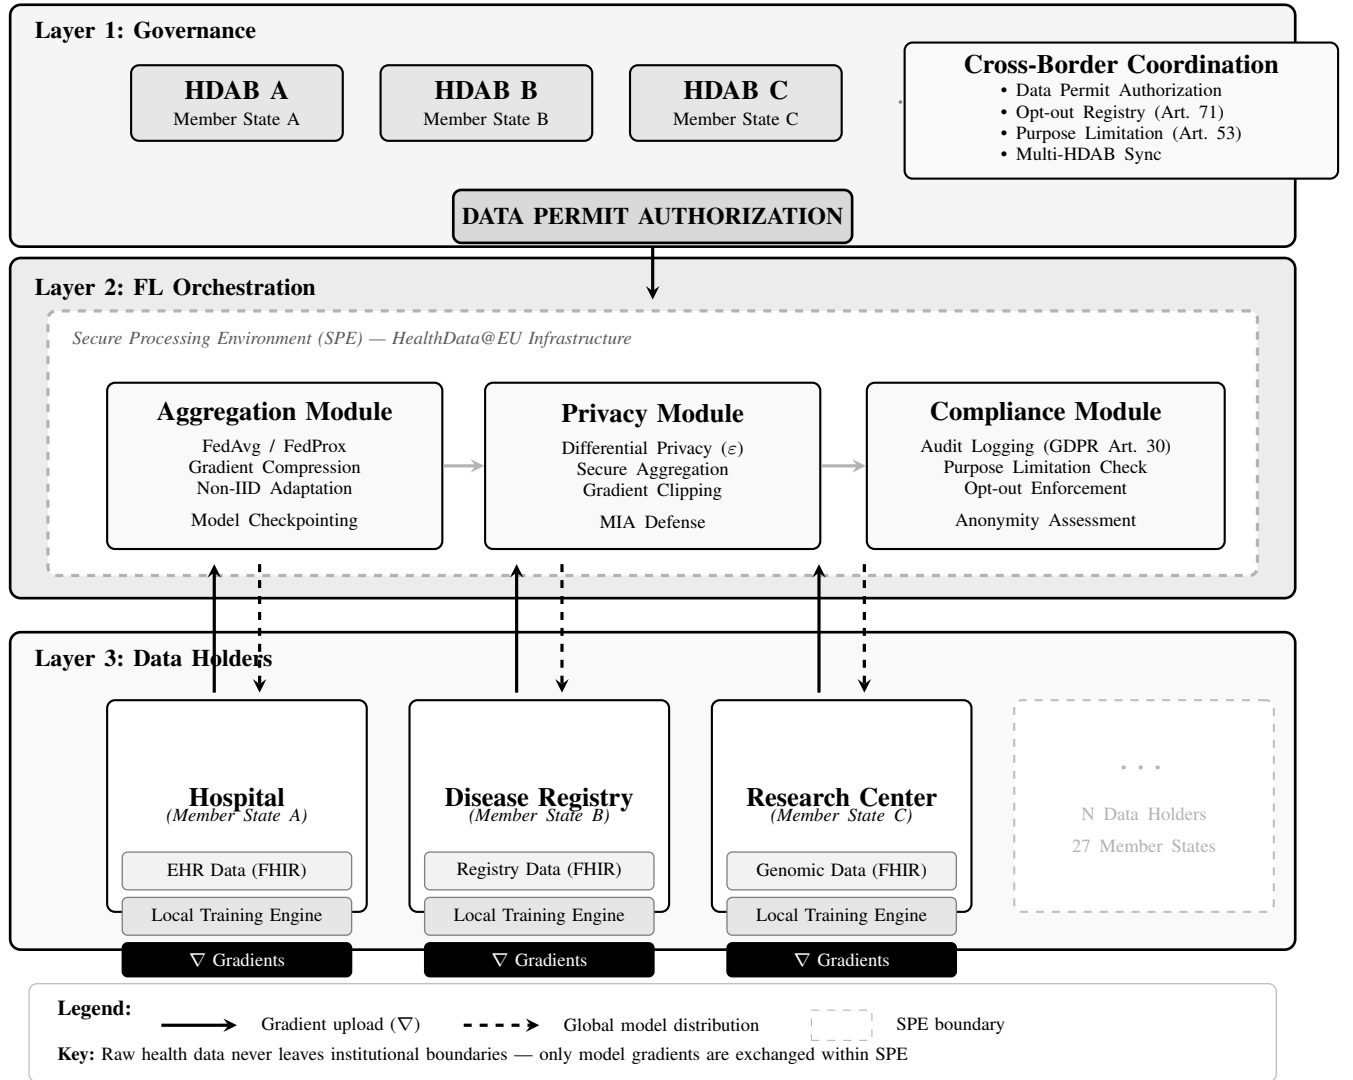 Layer 1: Governance
HDAB A
Member State A
HDAB B
Member State B
HDAB C
Member State C
Cross-Border Coordination
• Data Permit Authorization
• Opt-out Registry (Art. 71)
• Purpose Limitation (Art. 53)
• Multi-HDAB Sync
DATA PERMIT AUTHORIZATION
Layer 2: FL Orchestration
Secure Processing Environment (SPE) — HealthData@EU Infrastructure
Aggregation Module
FedAvg / FedProx
Gradient Compression
Non-IID Adaptation
Model Checkpointing
Privacy Module
Differential Privacy (ε)
Secure Aggregation
Gradient Clipping
MIA Defense
Compliance Module
Audit Logging (GDPR Art. 30)
Purpose Limitation Check
Opt-out Enforcement
Anonymity Assessment
Layer 3: Data Holders
Hospital
(Member State A)
EHR Data (FHIR)
Local Training Engine
∇ Gradients
Disease Registry
(Member State B)
Registry Data (FHIR)
Local Training Engine
∇ Gradients
Research Center
(Member State C)
Genomic Data (FHIR)
Local Training Engine
∇ Gradients
. . .
N Data Holders
27 Member States
Legend:
Gradient upload (∇)
Global model distribution
SPE boundary
Key: Raw health data never leaves institutional boundaries — only model gradients are exchanged within SPE